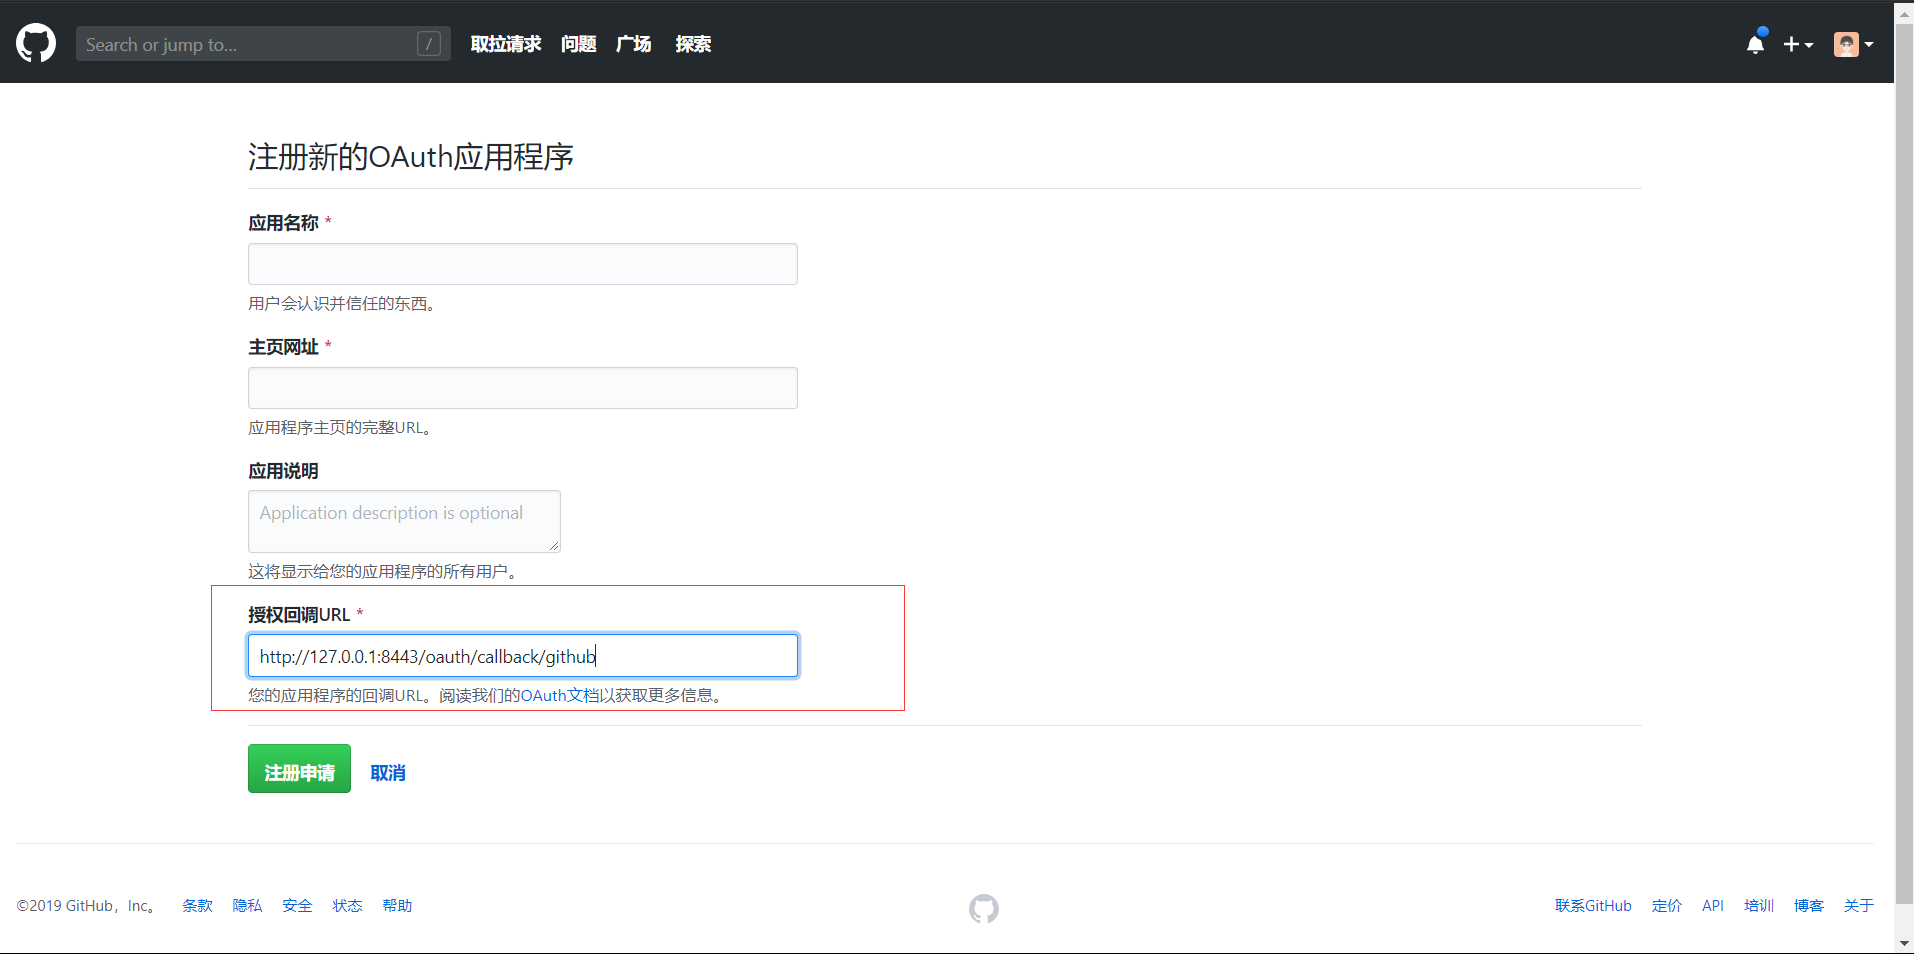 Search or jump to... / 取拉请求 问题 广场 探索
注册新的OAuth应用程序
应用名称 *
用户会认识并信任的东西。
主页网址 *
应用程序主页的完整URL。
应用说明
Application description is optional
这将显示给您的应用程序的所有用户。
授权回调URL *
http://127.0.0.1:8443/oauth/callback/github
您的应用程序的回调URL。阅读我们的OAuth文档以获取更多信息。
注册申请 取消
©2019 GitHub，Inc。 条款 隐私 安全 状态 帮助 联系GitHub 定价 API 培训 博客 关于